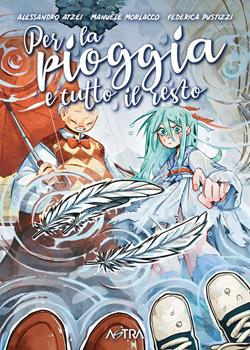 ALESSANDRO ATZEI MANUELE MORLACCO FEDERICA PUSTIZZI
Per la
pioggia
e tutto il resto
ASTRA